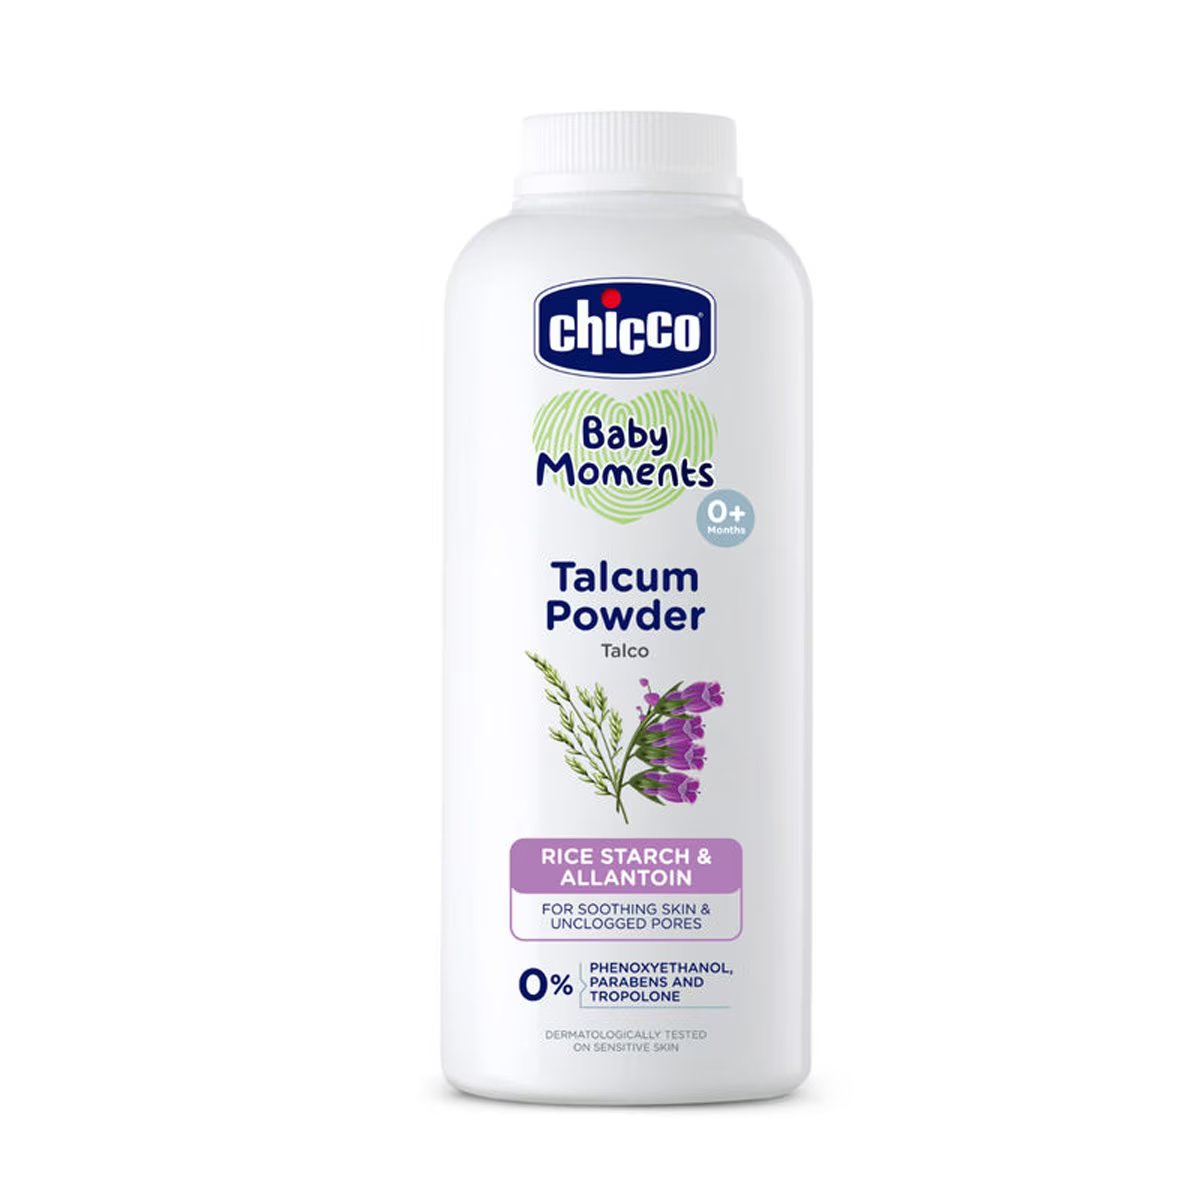 chicco
Baby
Moments
0+
Months
Talcum
Powder
Talco
RICE STARCH &
ALLANTOIN
FOR SOOTHING SKIN &
UNCLOGGED PORES
0%
PHENOXYETHANOL,
PARABENS AND
TROPOLONE
DERMATOLOGICALLY TESTED
ON SENSITIVE SKIN